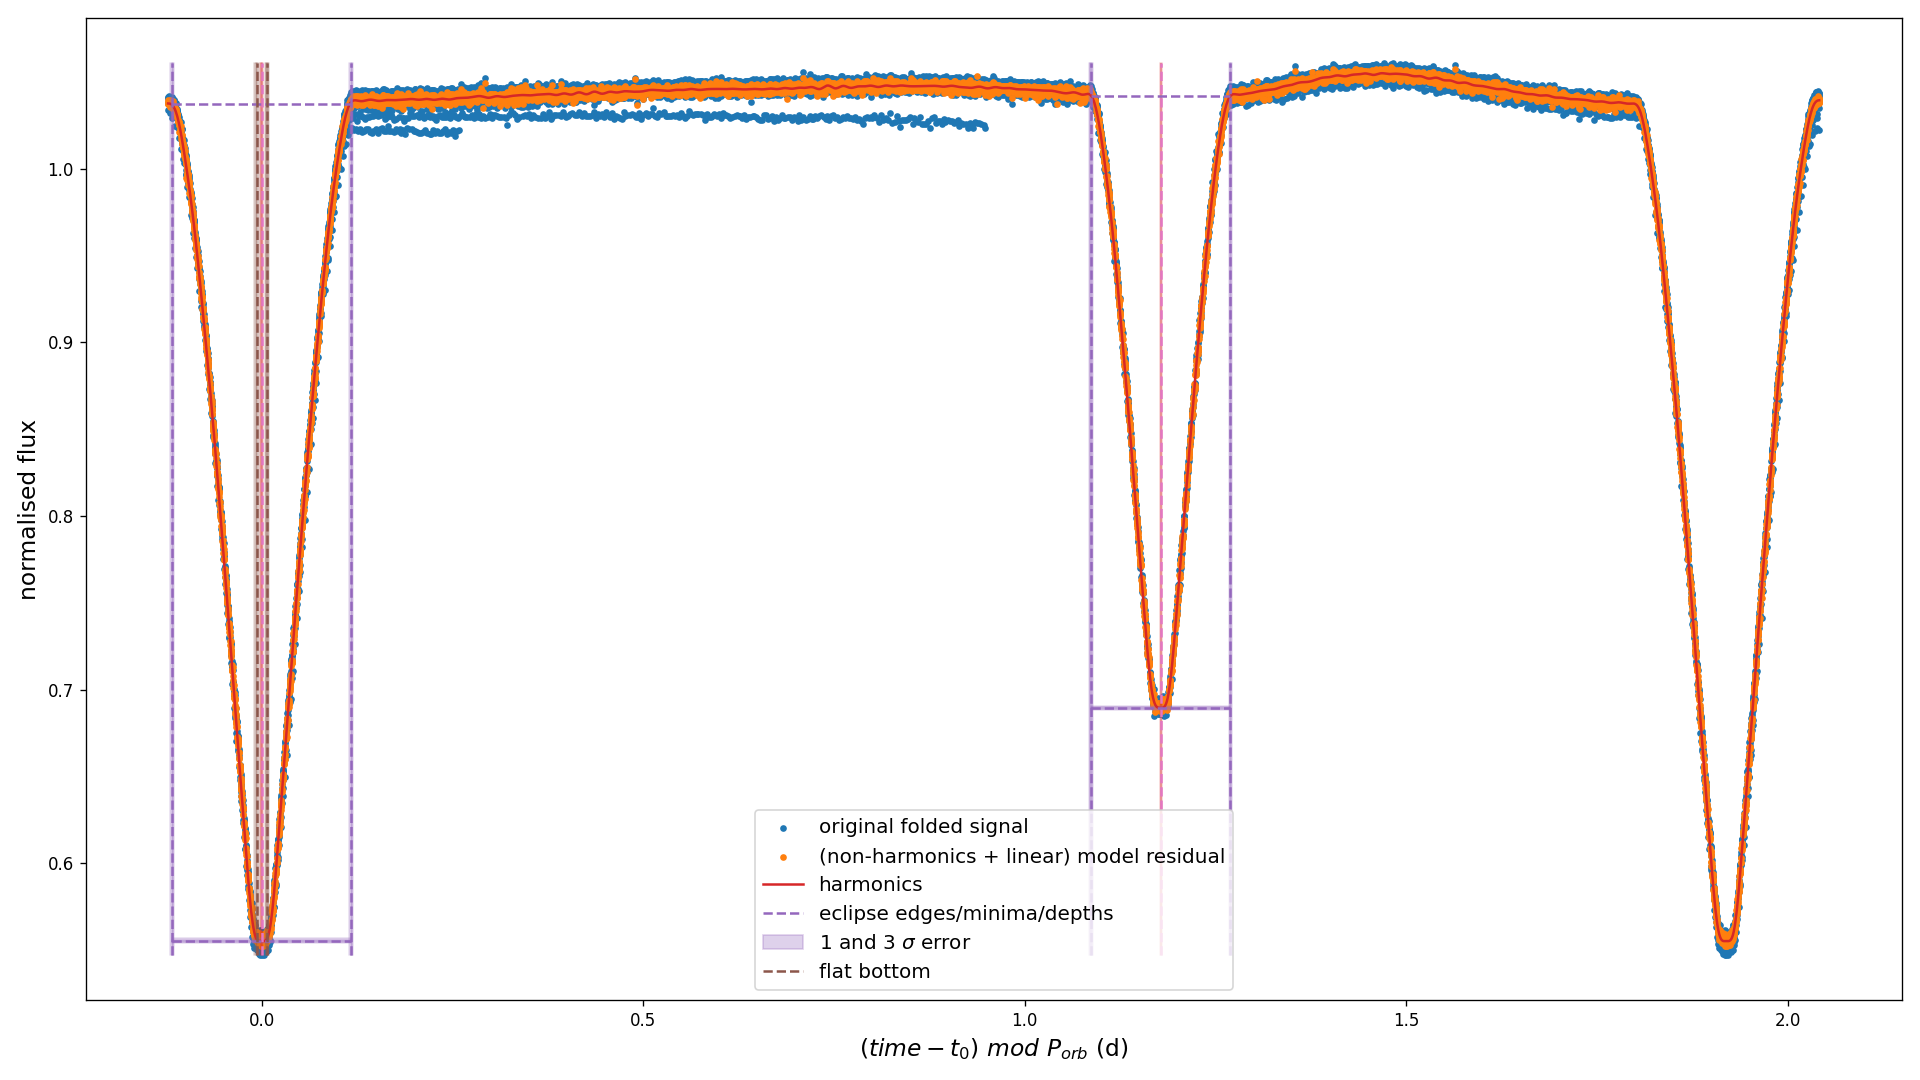 normalised flux
1.0
0.9
0.8
0.7
0.6
original folded signal
(non-harmonics + linear) model residual
harmonics
eclipse edges/minima/depths
1 and 3 σ error
flat bottom
0.0 0.5 1.0 1.5 2.0
(time − t₀) mod Pₒᵣb (d)